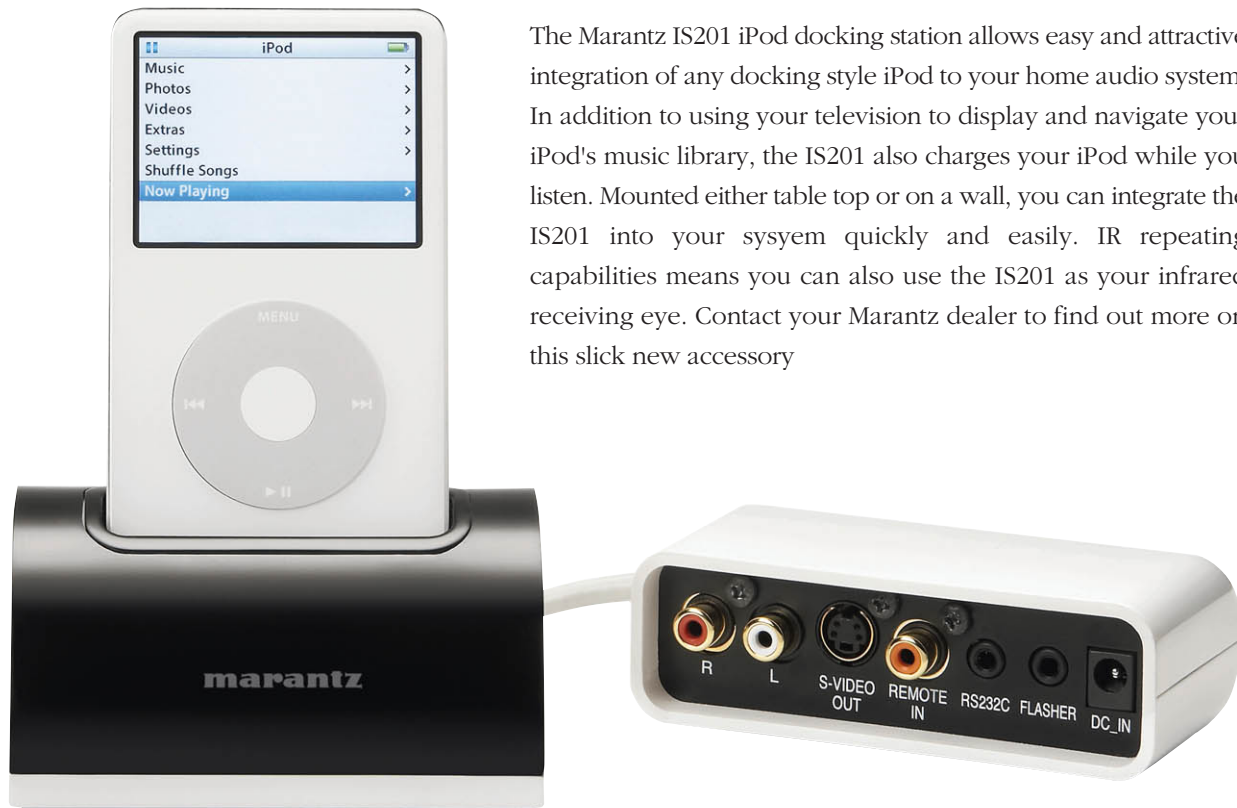 iPod
Music
Photos
Videos
Extras
Settings
Shuffle Songs
Now Playing
MENU
marantz
The Marantz IS201 iPod docking station allows easy and attractive
integration of any docking style iPod to your home audio system
In addition to using your television to display and navigate you
iPod's music library, the IS201 also charges your iPod while you
listen. Mounted either table top or on a wall, you can integrate the
IS201 into your sysyem quickly and easily. IR repeating
capabilities means you can also use the IS201 as your infrared
receiving eye. Contact your Marantz dealer to find out more on
this slick new accessory
R
L
S-VIDEO
OUT
REMOTE
IN
RS232C
FLASHER
DC_IN